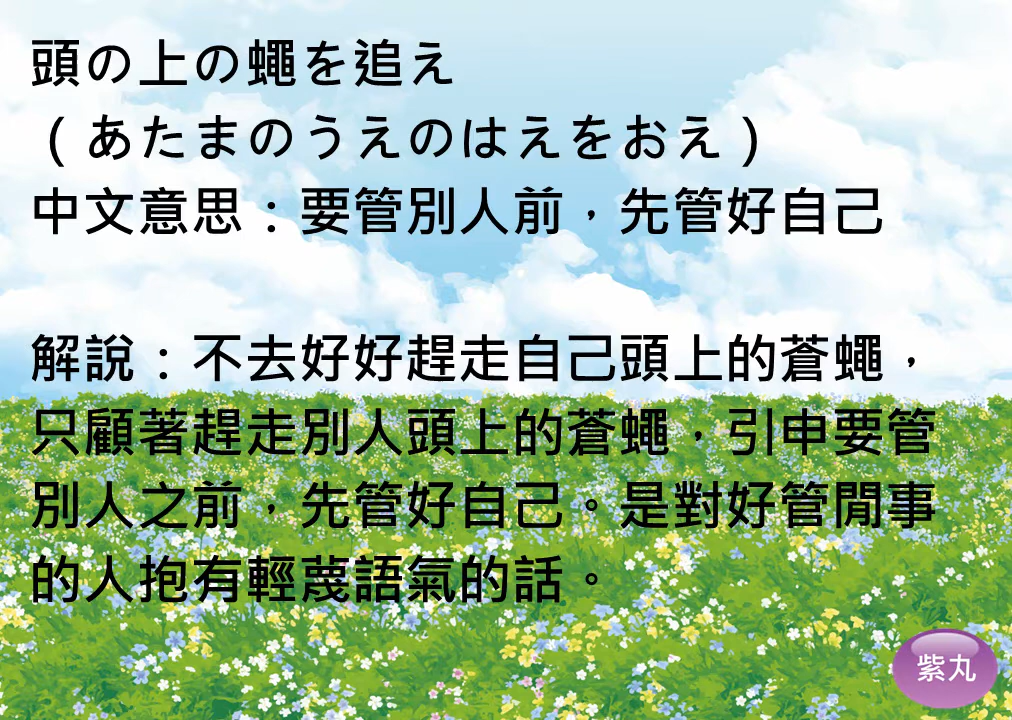 頭の上の蠅を追え
（あたまのうえのはえをおえ）
中文意思：要管別人前，先管好自己
解說：不去好好趕走自己頭上的蒼蠅，
只顧著趕走別人頭上的蒼蠅，引申要管
別人之前，先管好自己。是對好管閒事
的人抱有輕蔑語氣的話。
紫丸